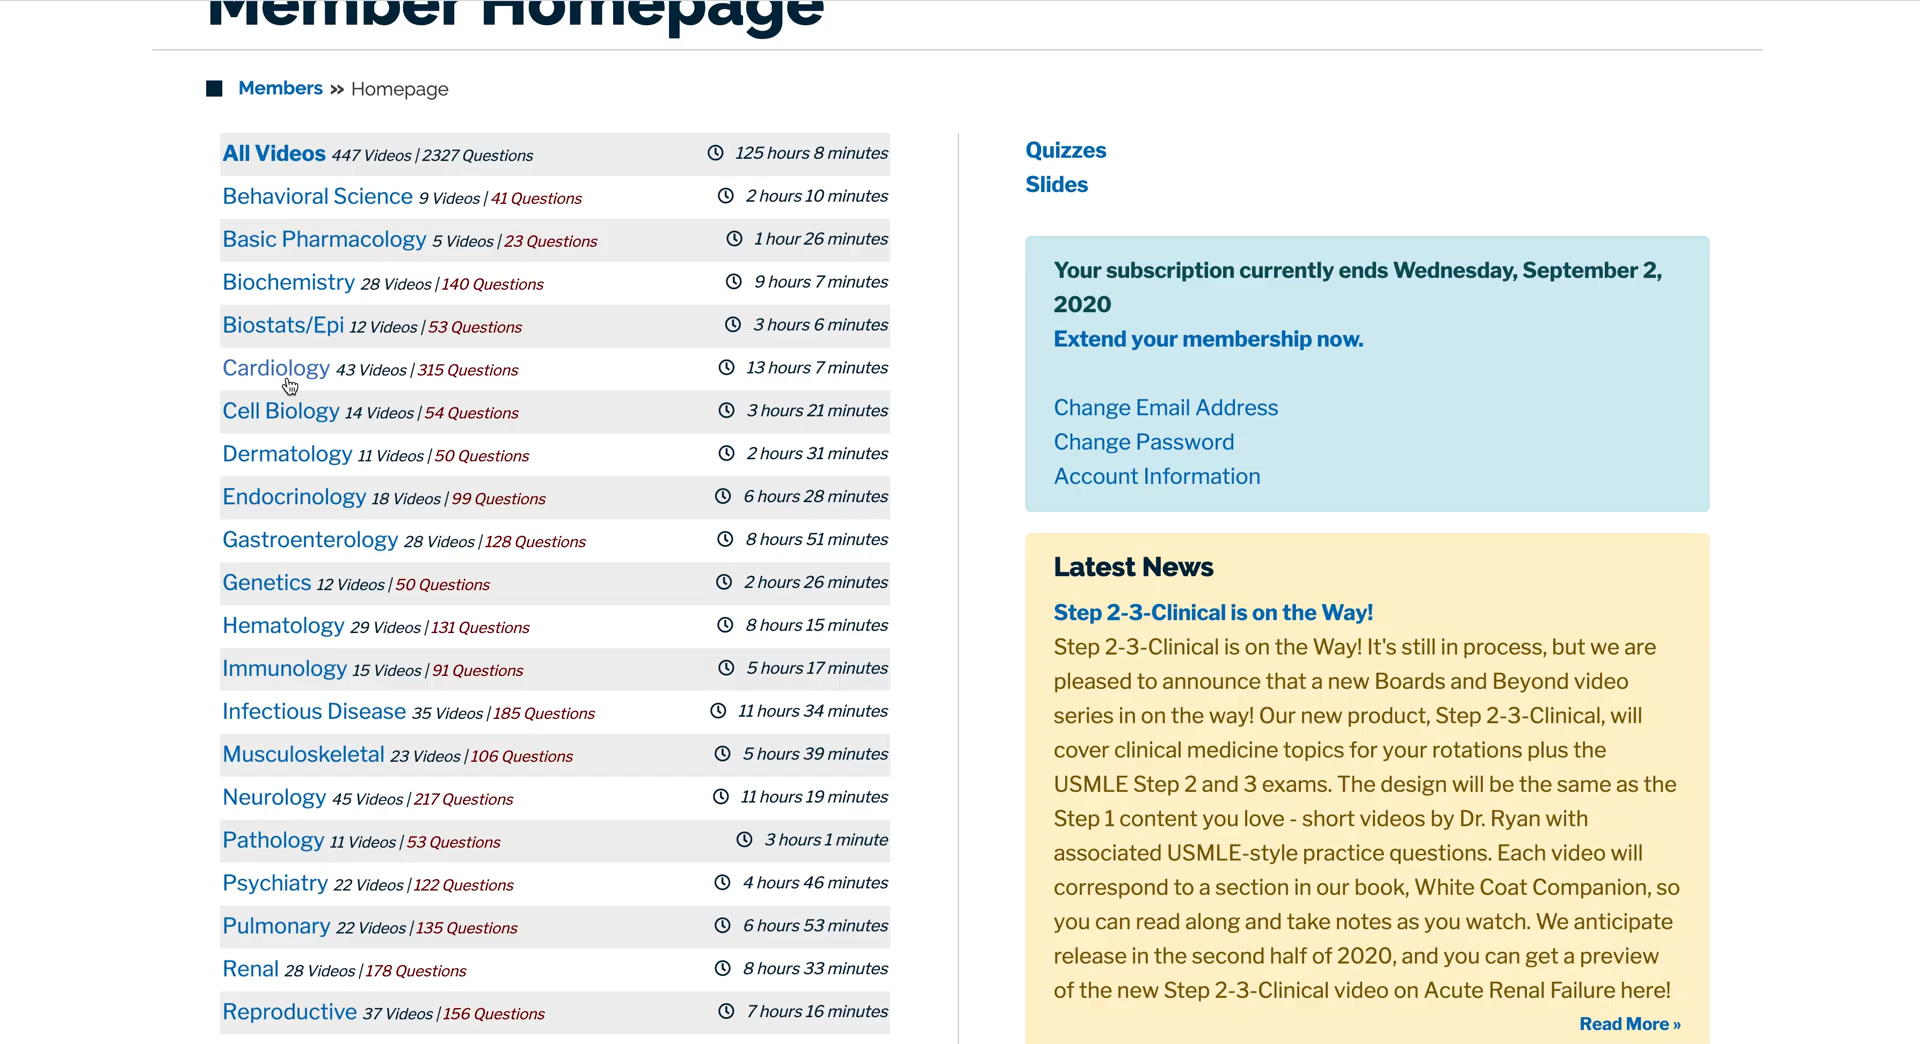 Member Homepage
Members » Homepage
All Videos 447 Videos | 2327 Questions 125 hours 8 minutes
Behavioral Science 9 Videos | 41 Questions 2 hours 10 minutes
Basic Pharmacology 5 Videos | 23 Questions 1 hour 26 minutes
Biochemistry 28 Videos | 140 Questions 9 hours 7 minutes
Biostats/Epi 12 Videos | 53 Questions 3 hours 6 minutes
Cardiology 43 Videos | 315 Questions 13 hours 7 minutes
Cell Biology 14 Videos | 54 Questions 3 hours 21 minutes
Dermatology 11 Videos | 50 Questions 2 hours 31 minutes
Endocrinology 18 Videos | 99 Questions 6 hours 28 minutes
Gastroenterology 28 Videos | 128 Questions 8 hours 51 minutes
Genetics 12 Videos | 50 Questions 2 hours 26 minutes
Hematology 29 Videos | 131 Questions 8 hours 15 minutes
Immunology 15 Videos | 91 Questions 5 hours 17 minutes
Infectious Disease 35 Videos | 185 Questions 11 hours 34 minutes
Musculoskeletal 23 Videos | 106 Questions 5 hours 39 minutes
Neurology 45 Videos | 217 Questions 11 hours 19 minutes
Pathology 11 Videos | 53 Questions 3 hours 1 minute
Psychiatry 22 Videos | 122 Questions 4 hours 46 minutes
Pulmonary 22 Videos | 135 Questions 6 hours 53 minutes
Renal 28 Videos | 178 Questions 8 hours 33 minutes
Reproductive 37 Videos | 156 Questions 7 hours 16 minutes
Quizzes
Slides
Your subscription currently ends Wednesday, September 2,
2020
Extend your membership now.
Change Email Address
Change Password
Account Information
Latest News
Step 2-3-Clinical is on the Way!
Step 2-3-Clinical is on the Way! It's still in process, but we are
pleased to announce that a new Boards and Beyond video
series in on the way! Our new product, Step 2-3-Clinical, will
cover clinical medicine topics for your rotations plus the
USMLE Step 2 and 3 exams. The design will be the same as the
Step 1 content you love - short videos by Dr. Ryan with
associated USMLE-style practice questions. Each video will
correspond to a section in our book, White Coat Companion, so
you can read along and take notes as you watch. We anticipate
release in the second half of 2020, and you can get a preview
of the new Step 2-3-Clinical video on Acute Renal Failure here!
Read More »